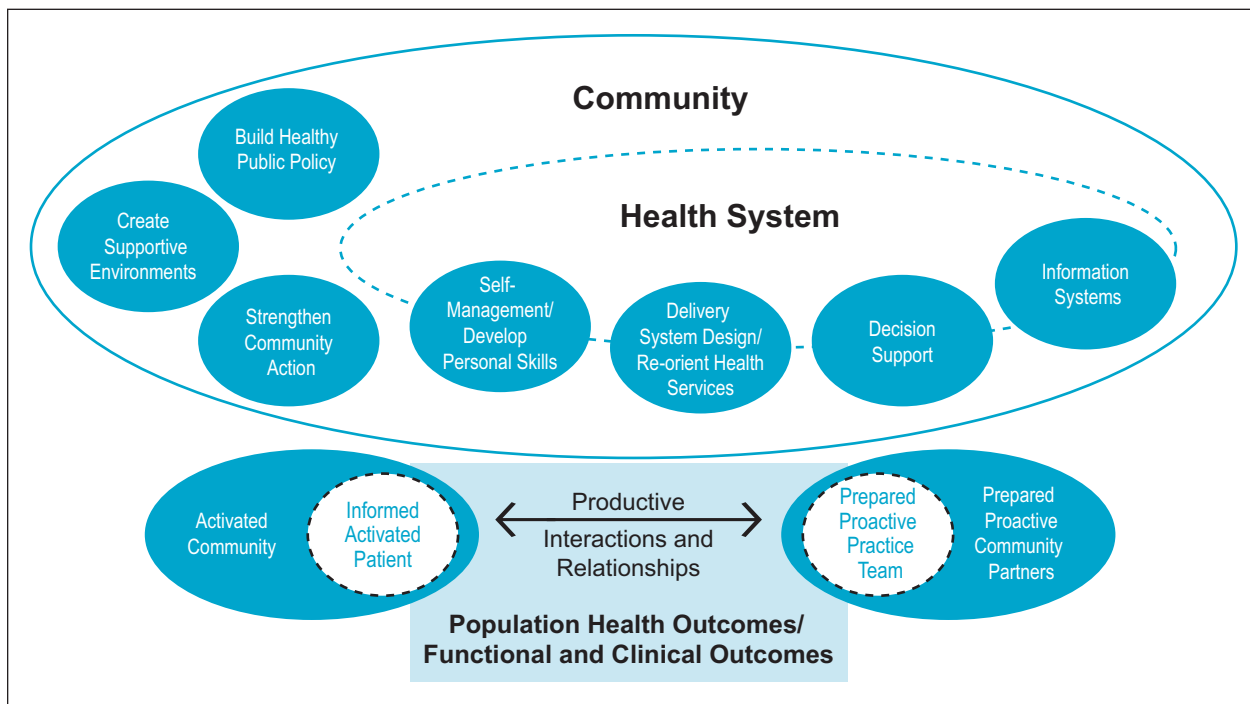 Community
Build Healthy
Public Policy
Health System
Create
Supportive
Environments
Information
Systems
Self-
Management/
Develop
Personal Skills
Delivery
System Design/
Re-orient Health
Services
Decision
Support
Strengthen
Community
Action
Activated
Community
Informed
Activated
Patient
Productive
Interactions and
Relationships
Prepared
Proactive
Practice
Team
Prepared
Proactive
Community
Partners
Population Health Outcomes/
Functional and Clinical Outcomes